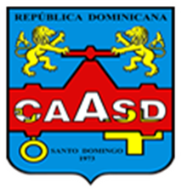 REPÚBLICA DOMINICANA
CAASD
SANTO DOMINGO
1973